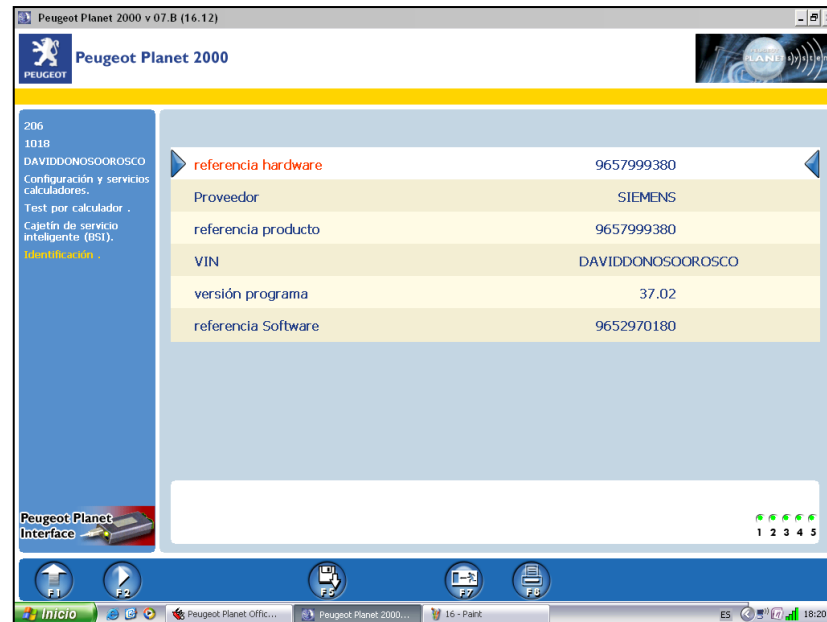 Peugeot Planet 2000 v 07.B (16.12)
PEUGEOT
Peugeot Planet 2000
PLANET system
206
1018
DAVIDDONOSOOROSCO
Configuración y servicios
calculadores.
Test por calculador .
Cajetín de servicio
inteligente (BSI).
Identificación .
referencia hardware 9657999380
Proveedor SIEMENS
referencia producto 9657999380
VIN DAVIDDONOSOOROSCO
versión programa 37.02
referencia Software 9652970180
Peugeot Planet
Interface
1 2 3 4 5
F1 F2 F5 F7 F8
Inicio Peugeot Planet Offic... Peugeot Planet 2000... 16 - Paint ES 18:20